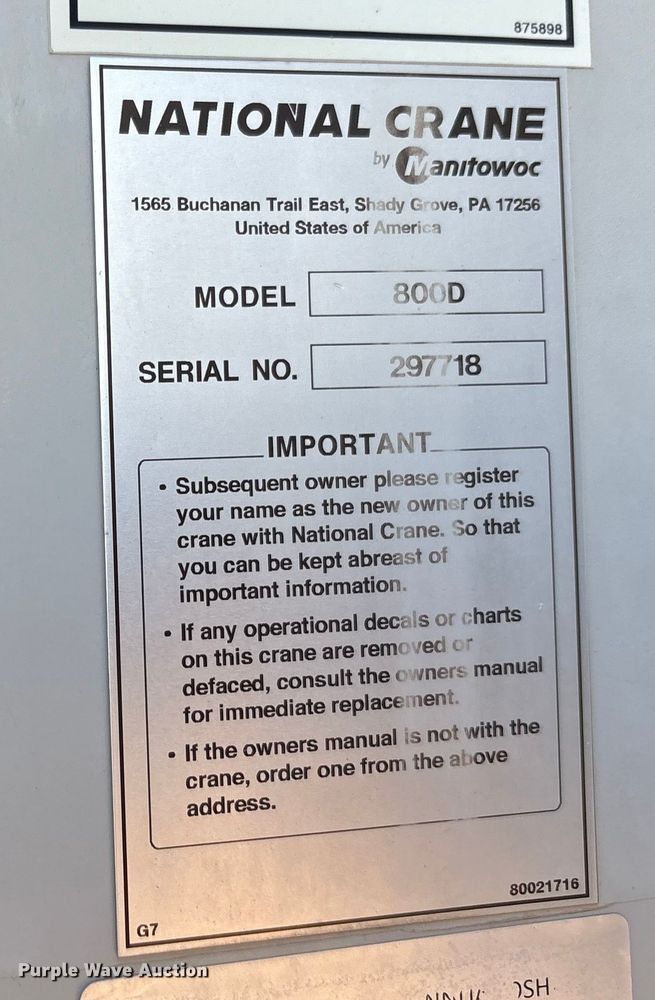 875898
NATIONAL CRANE
by Manitowoc
1565 Buchanan Trail East, Shady Grove, PA 17256
United States of America
MODEL 800D
SERIAL NO. 297718
IMPORTANT
• Subsequent owner please register
your name as the new owner of this
crane with National Crane. So that
you can be kept abreast of
important information.
• If any operational decals or charts
on this crane are removed or
defaced, consult the owners manual
for immediate replacement.
• If the owners manual is not with the
crane, order one from the above
address.
80021716
G7
Purple Wave Auction